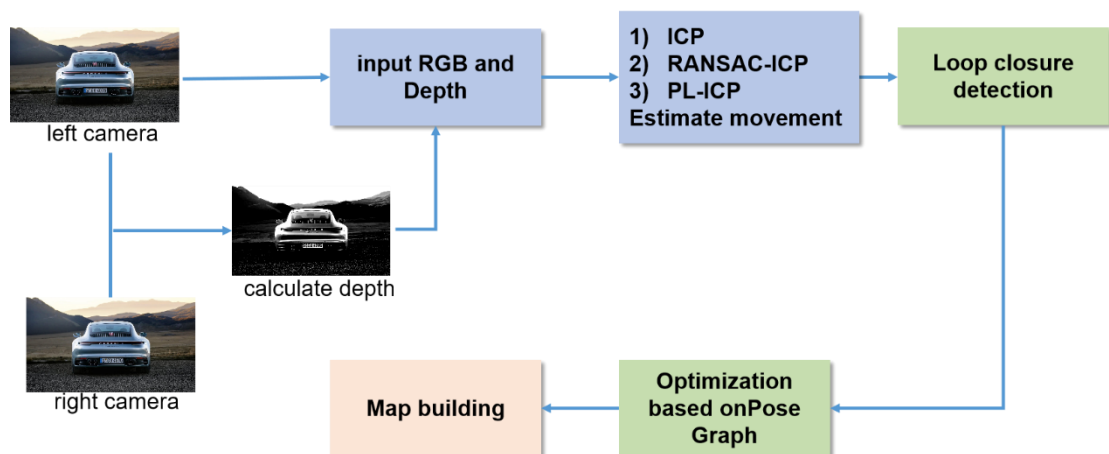 left camera
input RGB and
Depth
1) ICP
2) RANSAC-ICP
3) PL-ICP
Estimate movement
Loop closure
detection
calculate depth
right camera
Map building
Optimization
based onPose
Graph